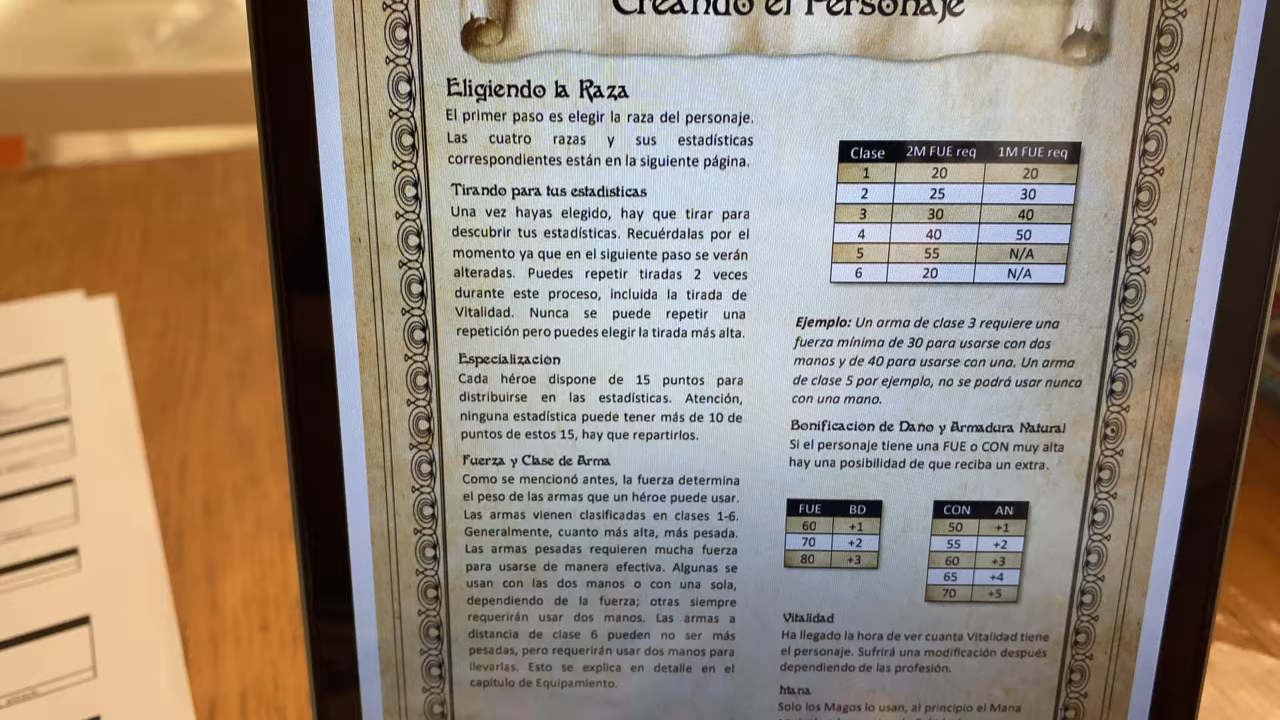 Creando el Personaje
Eligiendo la Raza
El primer paso es elegir la raza del personaje.
Las cuatro razas y sus estadísticas
correspondientes están en la siguiente página.
Tirando para tus estadisticas
Una vez hayas elegido, hay que tirar para
descubrir tus estadísticas. Recuérdalas por el
momento ya que en el siguiente paso se verán
alteradas. Puedes repetir tiradas 2 veces
durante este proceso, incluida la tirada de
Vitalidad. Nunca se puede repetir una
repetición pero puedes elegir la tirada más alta.
Especializacion
Cada héroe dispone de 15 puntos para
distribuirse en las estadísticas. Atención,
ninguna estadística puede tener más de 10 de
puntos de estos 15, hay que repartirlos.
Fuerza y Clase de Arma
Como se mencionó antes, la fuerza determina
el peso de las armas que un héroe puede usar.
Las armas vienen clasificadas en clases 1-6.
Generalmente, cuanto más alta, más pesada.
Las armas pesadas requieren mucha fuerza
para usarse de manera efectiva. Algunas se
usan con las dos manos o con una sola,
dependiendo de la fuerza; otras siempre
requerirán usar dos manos. Las armas a
distancia de clase 6 pueden no ser más
pesadas, pero requerirán usar dos manos para
llevarlas. Esto se explica en detalle en el
capítulo de Equipamiento.
Clase 2M FUE req 1M FUE req
1 20 20
2 25 30
3 30 40
4 40 50
5 55 N/A
6 20 N/A
Ejemplo: Un arma de clase 3 requiere una
fuerza mínima de 30 para usarse con dos
manos y de 40 para usarse con una. Un arma
de clase 5 por ejemplo, no se podrá usar nunca
con una mano.
Bonificacion de Daño y Armadura Natural
Si el personaje tiene una FUE o CON muy alta
hay una posibilidad de que reciba un extra.
FUE BD
60 +1
70 +2
80 +3
CON AN
50 +1
55 +2
60 +3
65 +4
70 +5
Vitalidad
Ha llegado la hora de ver cuanta Vitalidad tiene
el personaje. Sufrirá una modificación después
dependiendo de las profesión.
Mana
Solo los Magos lo usan, al principio el Mana